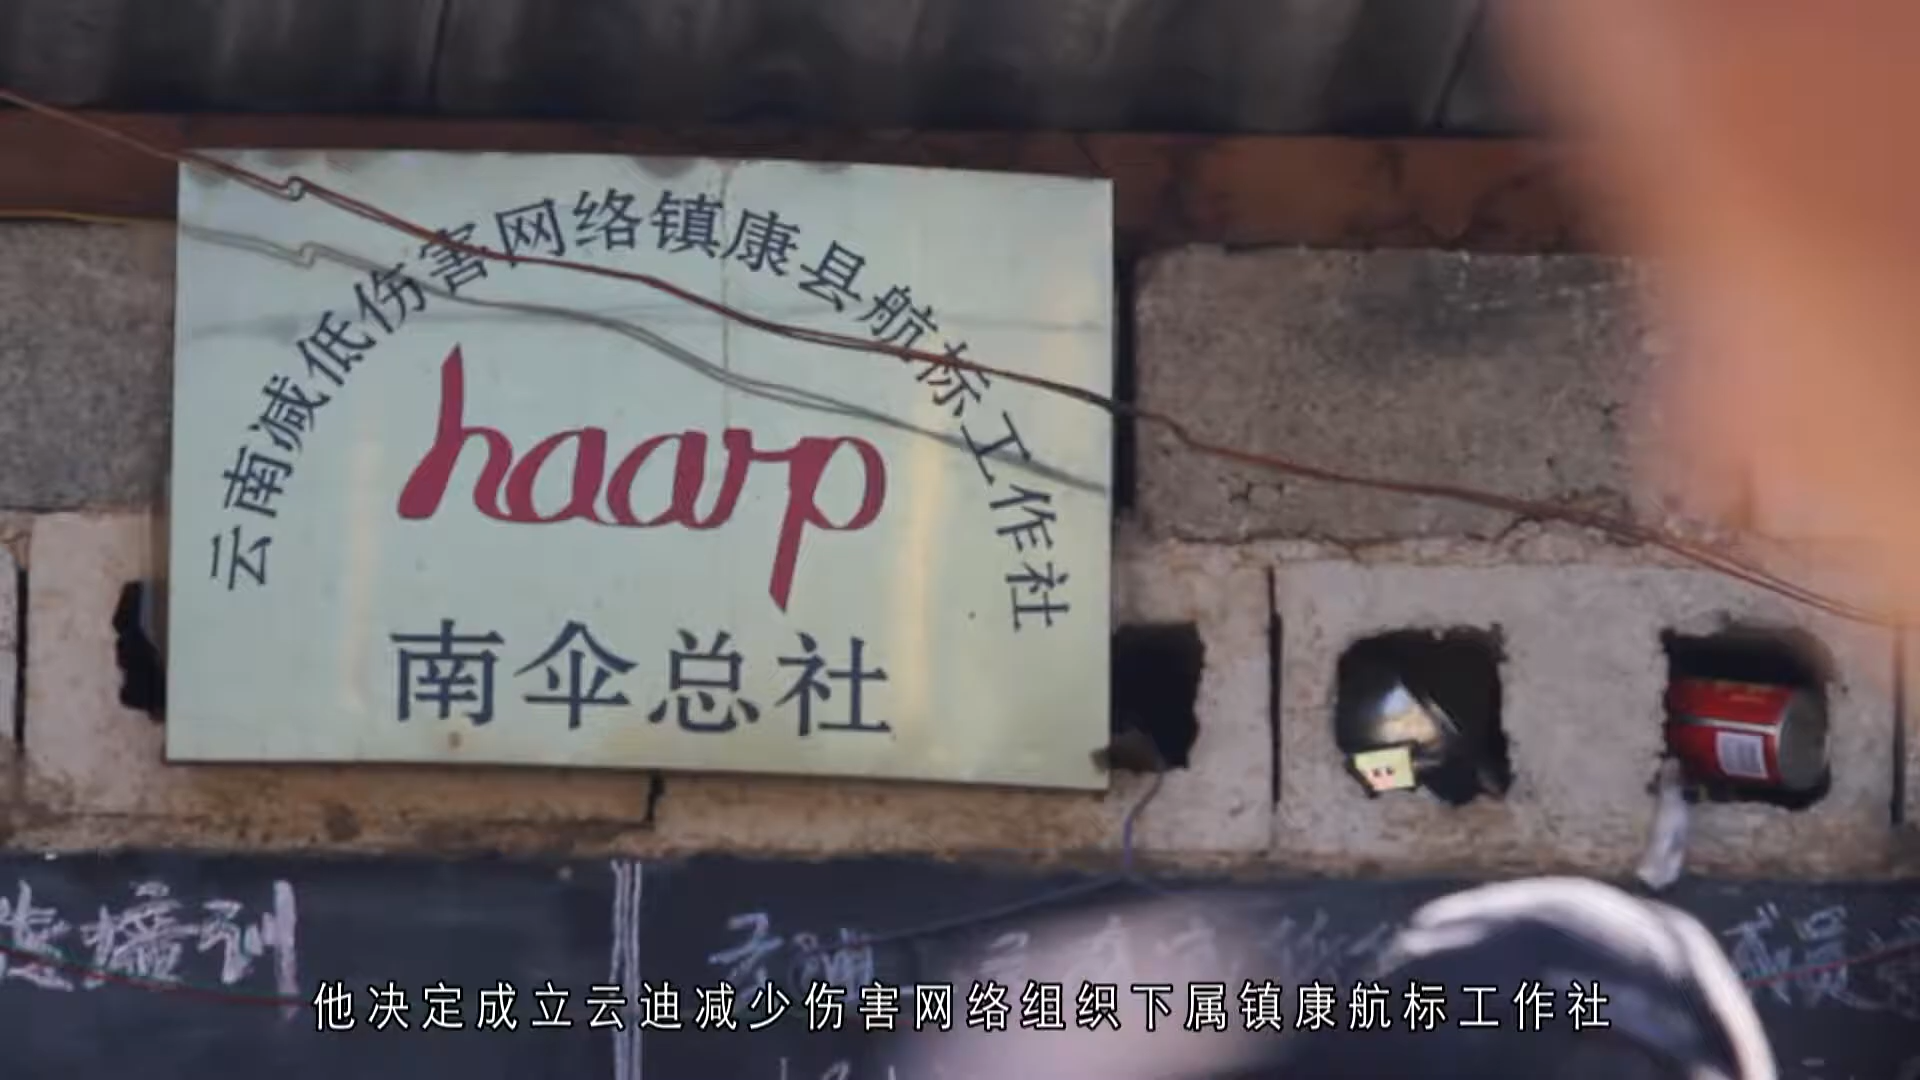 云南减低伤害网络镇康县航标工作社
haarp
南伞总社
培训
他决定成立云迪减少伤害网络组织下属镇康航标工作社